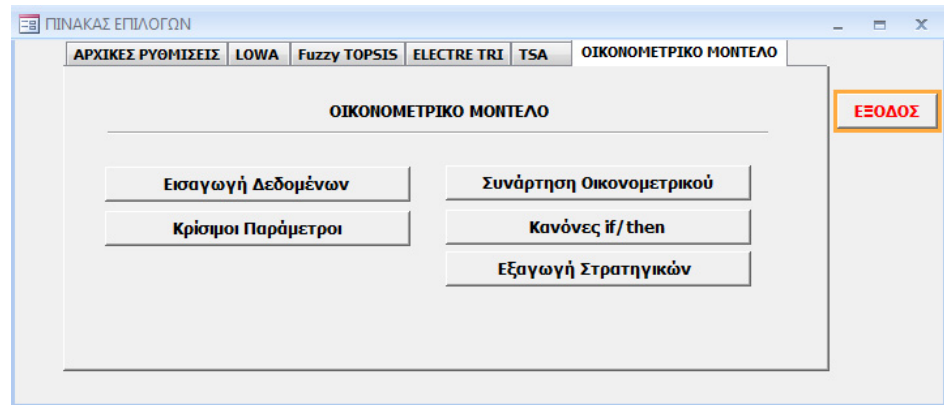 ΠΙΝΑΚΑΣ ΕΠΙΛΟΓΩΝ
ΑΡΧΙΚΕΣ ΡΥΘΜΙΣΕΙΣ LOWA Fuzzy TOPSIS ELECTRE TRI TSA ΟΙΚΟΝΟΜΕΤΡΙΚΟ ΜΟΝΤΕΛΟ
ΟΙΚΟΝΟΜΕΤΡΙΚΟ ΜΟΝΤΕΛΟ
ΕΞΟΔΟΣ
Εισαγωγή Δεδομένων
Συνάρτηση Οικονομετρικού
Κρίσιμοι Παράμετροι
Κανόνες if/then
Εξαγωγή Στρατηγικών